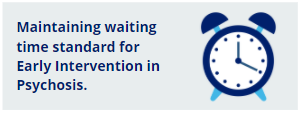 Maintaining waiting
time standard for
Early Intervention in
Psychosis.